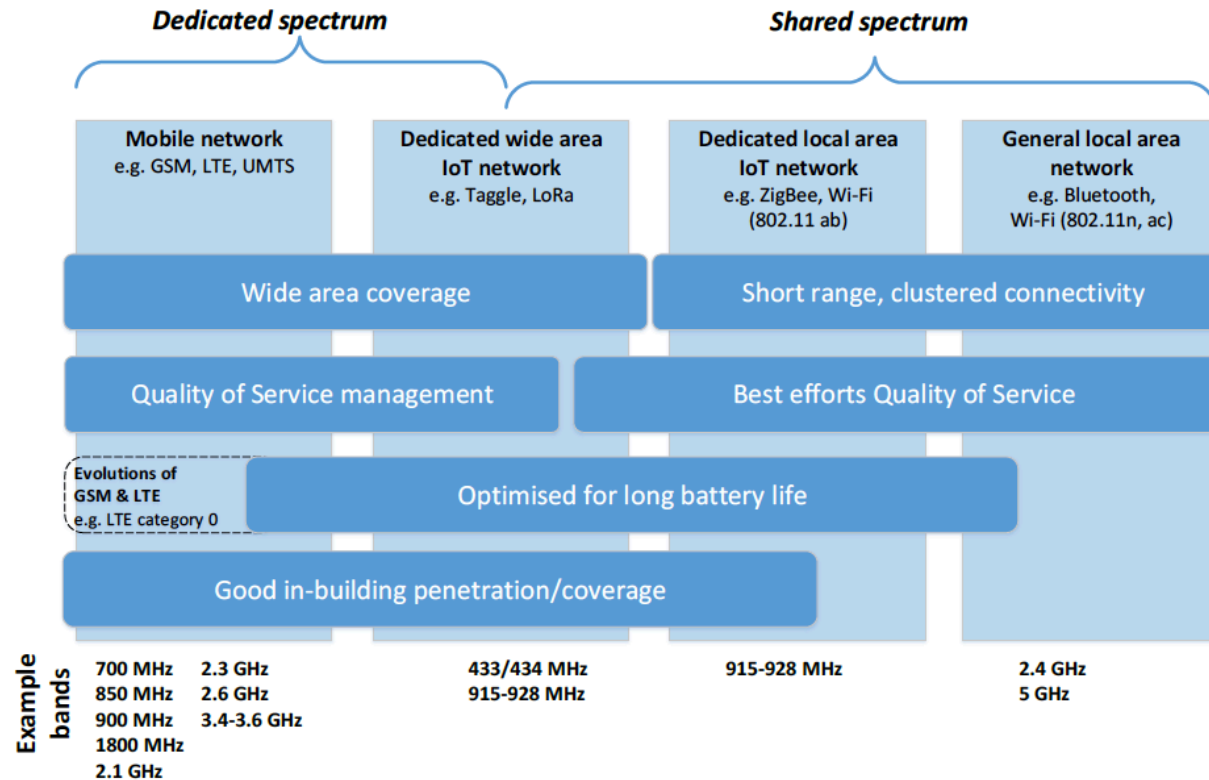 Dedicated spectrum
Shared spectrum
Mobile network
e.g. GSM, LTE, UMTS
Dedicated wide area
IoT network
e.g. Taggle, LoRa
Dedicated local area
IoT network
e.g. ZigBee, Wi-Fi
(802.11 ab)
General local area
network
e.g. Bluetooth,
Wi-Fi (802.11n, ac)
Wide area coverage
Short range, clustered connectivity
Quality of Service management
Best efforts Quality of Service
Evolutions of
GSM & LTE
e.g. LTE category 0
Optimised for long battery life
Good in-building penetration/coverage
Example
bands
700 MHz
850 MHz
900 MHz
1800 MHz
2.1 GHz
2.3 GHz
2.6 GHz
3.4-3.6 GHz
433/434 MHz
915-928 MHz
915-928 MHz
2.4 GHz
5 GHz